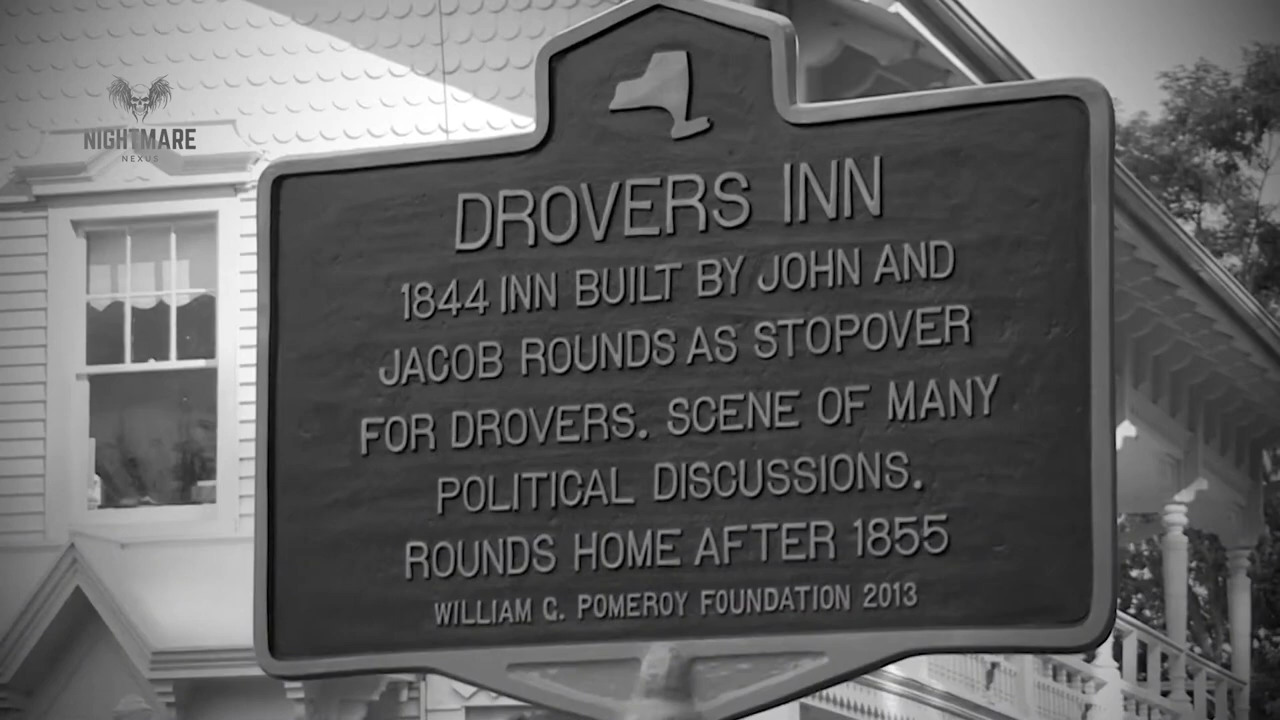 NIGHTMARE
NEXUS
DROVERS INN
1844 INN BUILT BY JOHN AND
JACOB ROUNDS AS STOPOVER
FOR DROVERS. SCENE OF MANY
POLITICAL DISCUSSIONS.
ROUNDS HOME AFTER 1855
WILLIAM G. POMEROY FOUNDATION 2013